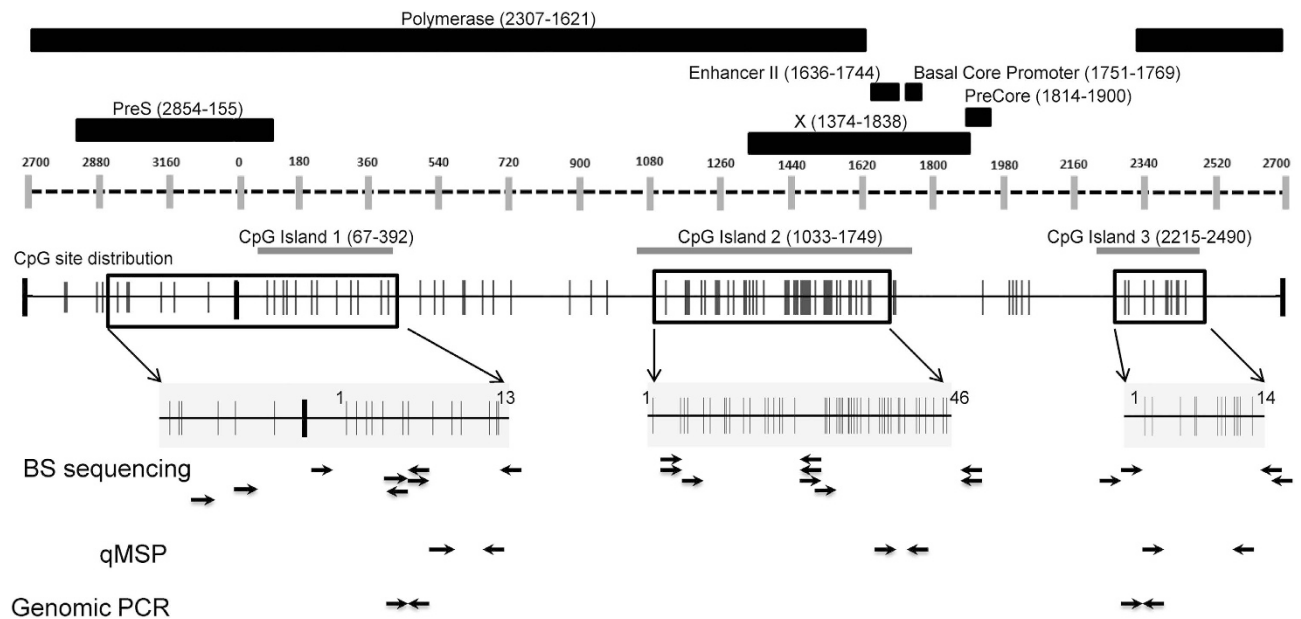 Polymerase (2307-1621)
Enhancer II (1636-1744)
Basal Core Promoter (1751-1769)
PreCore (1814-1900)
PreS (2854-155)
X (1374-1838)
2700 2880 3160 0 180 360 540 720 900 1080 1260 1440 1620 1800 1980 2160 2340 2520 2700
CpG Island 1 (67-392)
CpG Island 2 (1033-1749)
CpG Island 3 (2215-2490)
CpG site distribution
1 13
1 46
1 14
BS sequencing
qMSP
Genomic PCR